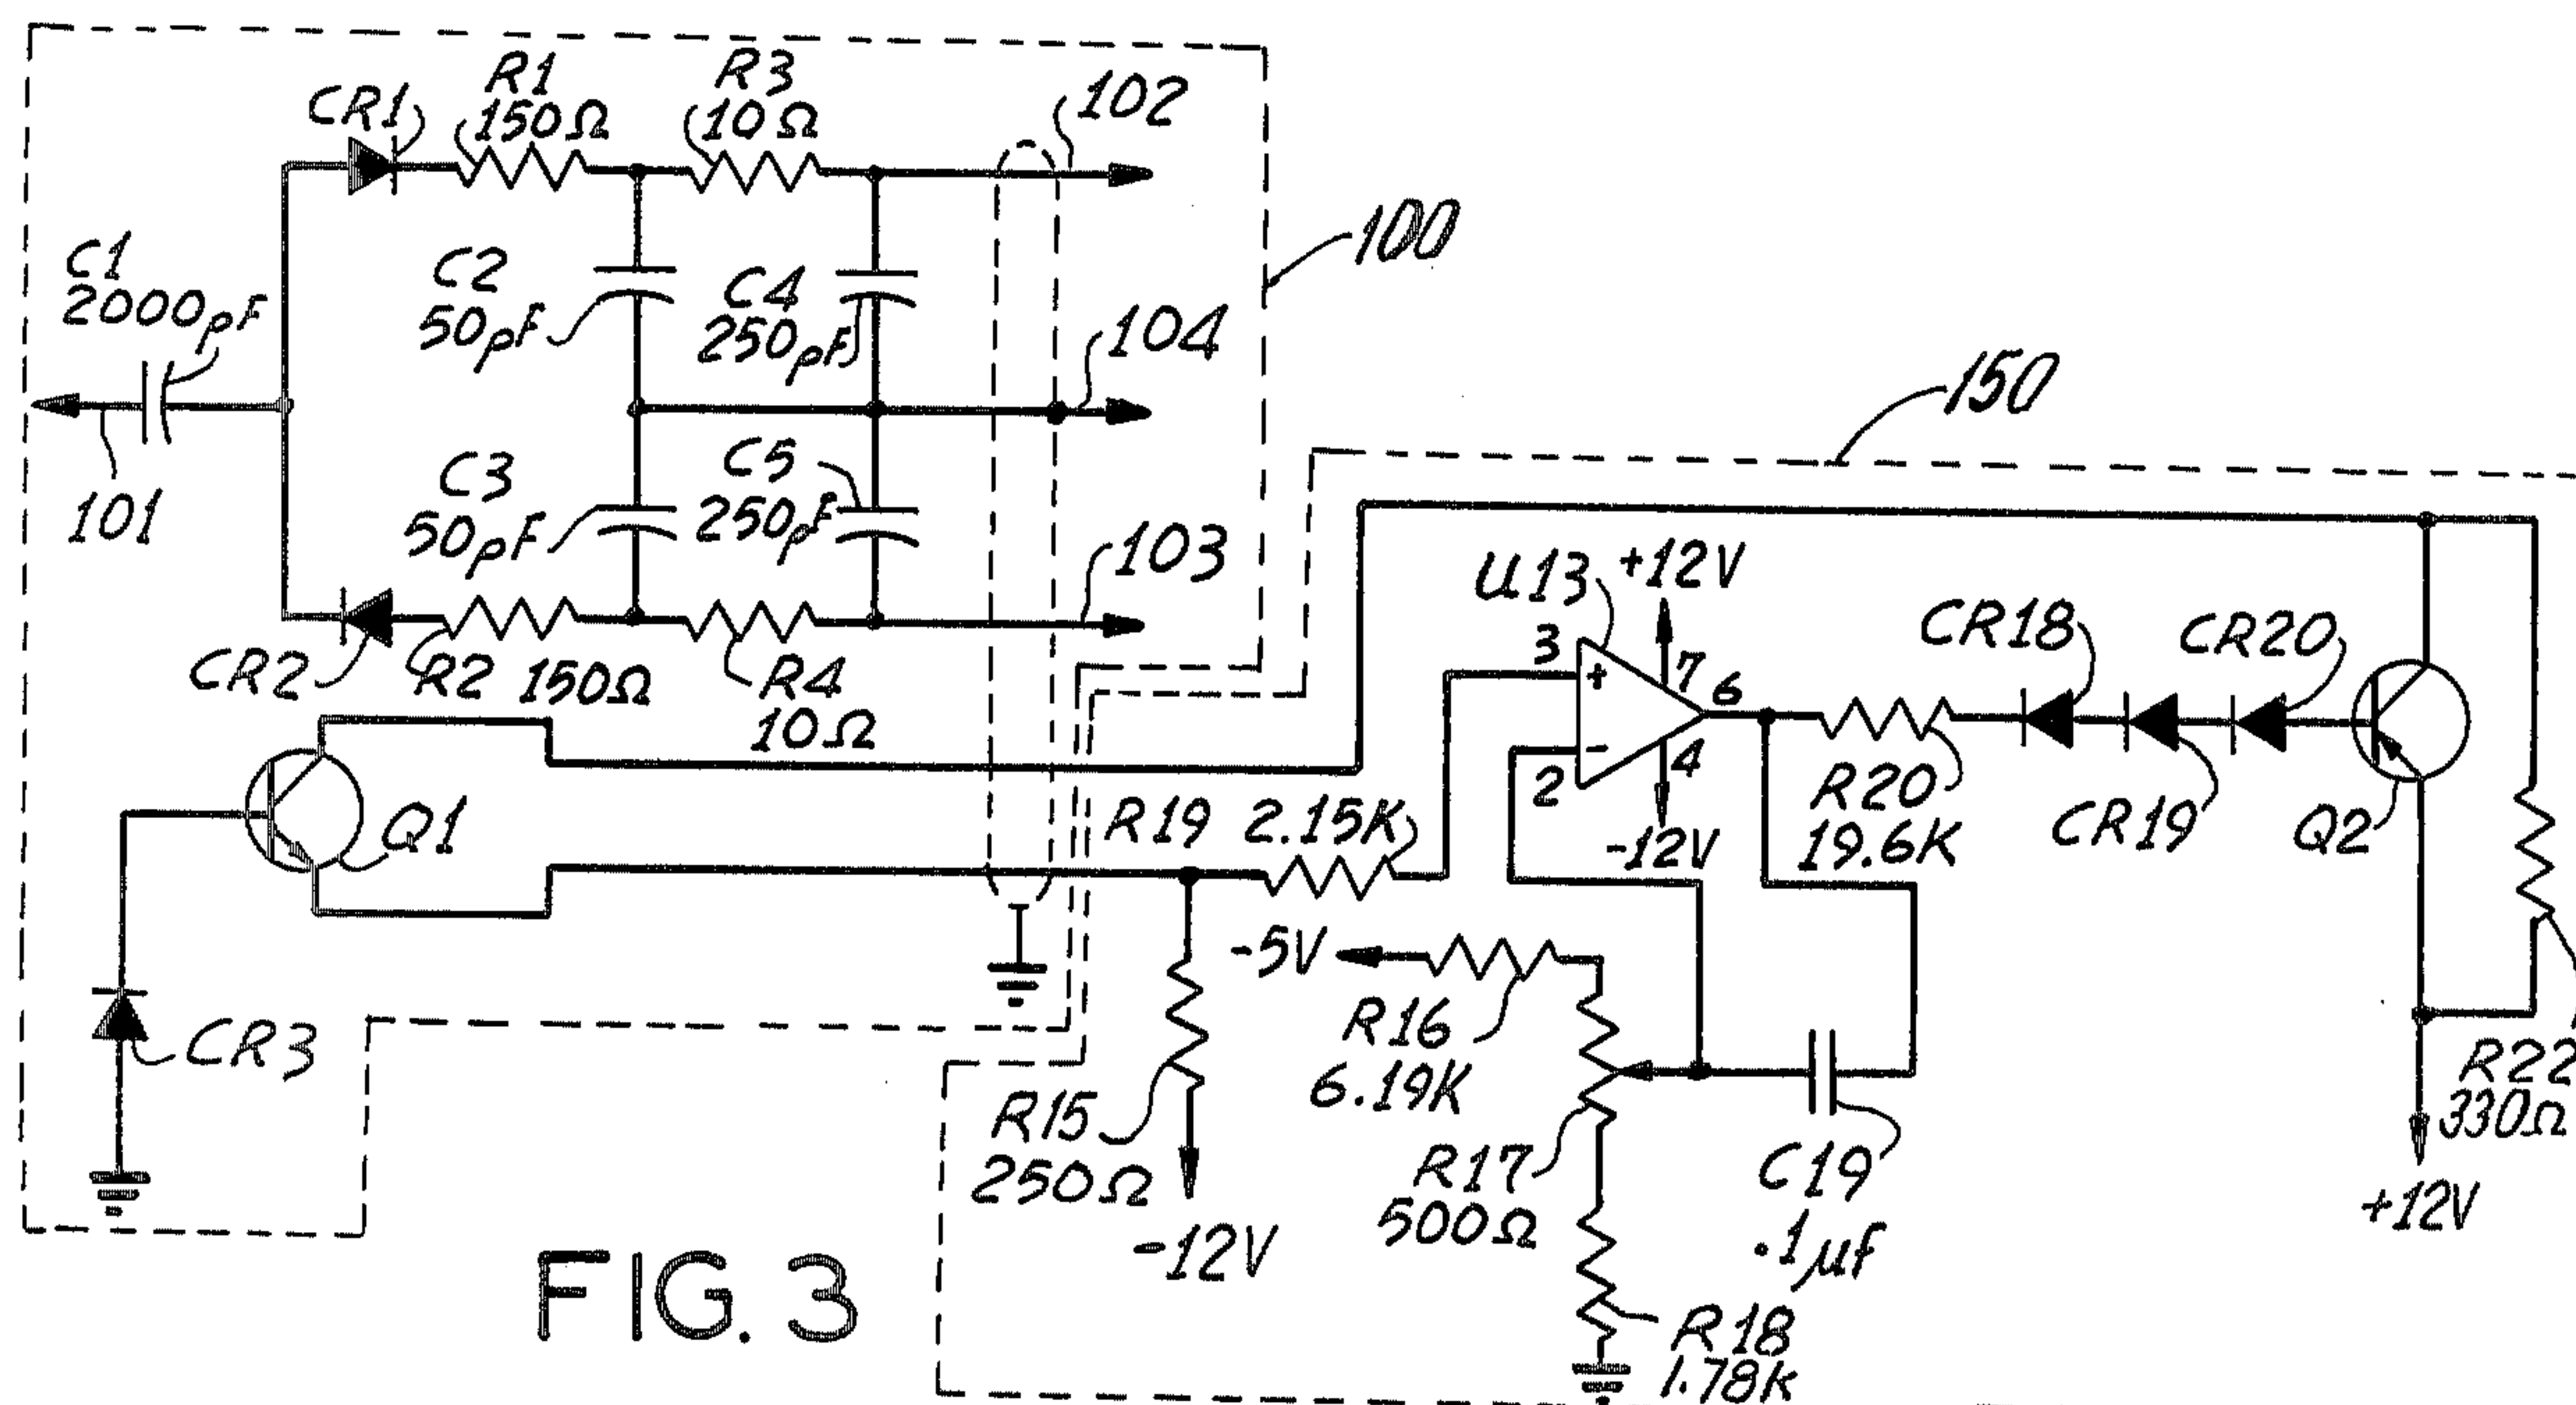 R1
150Ω
R3
10Ω
CR1
102
C1
2000pF
C2
50pF
C4
250pF
100
104
101
C3
50pF
C5
250pF
103
150
CR2
R2 150Ω
R4
10Ω
U13
+12V
3
+
7
6
-
2
4
-12V
CR18
CR20
R20
19.6K
CR19
Q2
Q1
R19 2.15K
-5V
R16
6.19K
CR3
R15
250Ω
-12V
R17
500Ω
C19
.1µf
R22
330Ω
+12V
R18
1.78K
FIG. 3